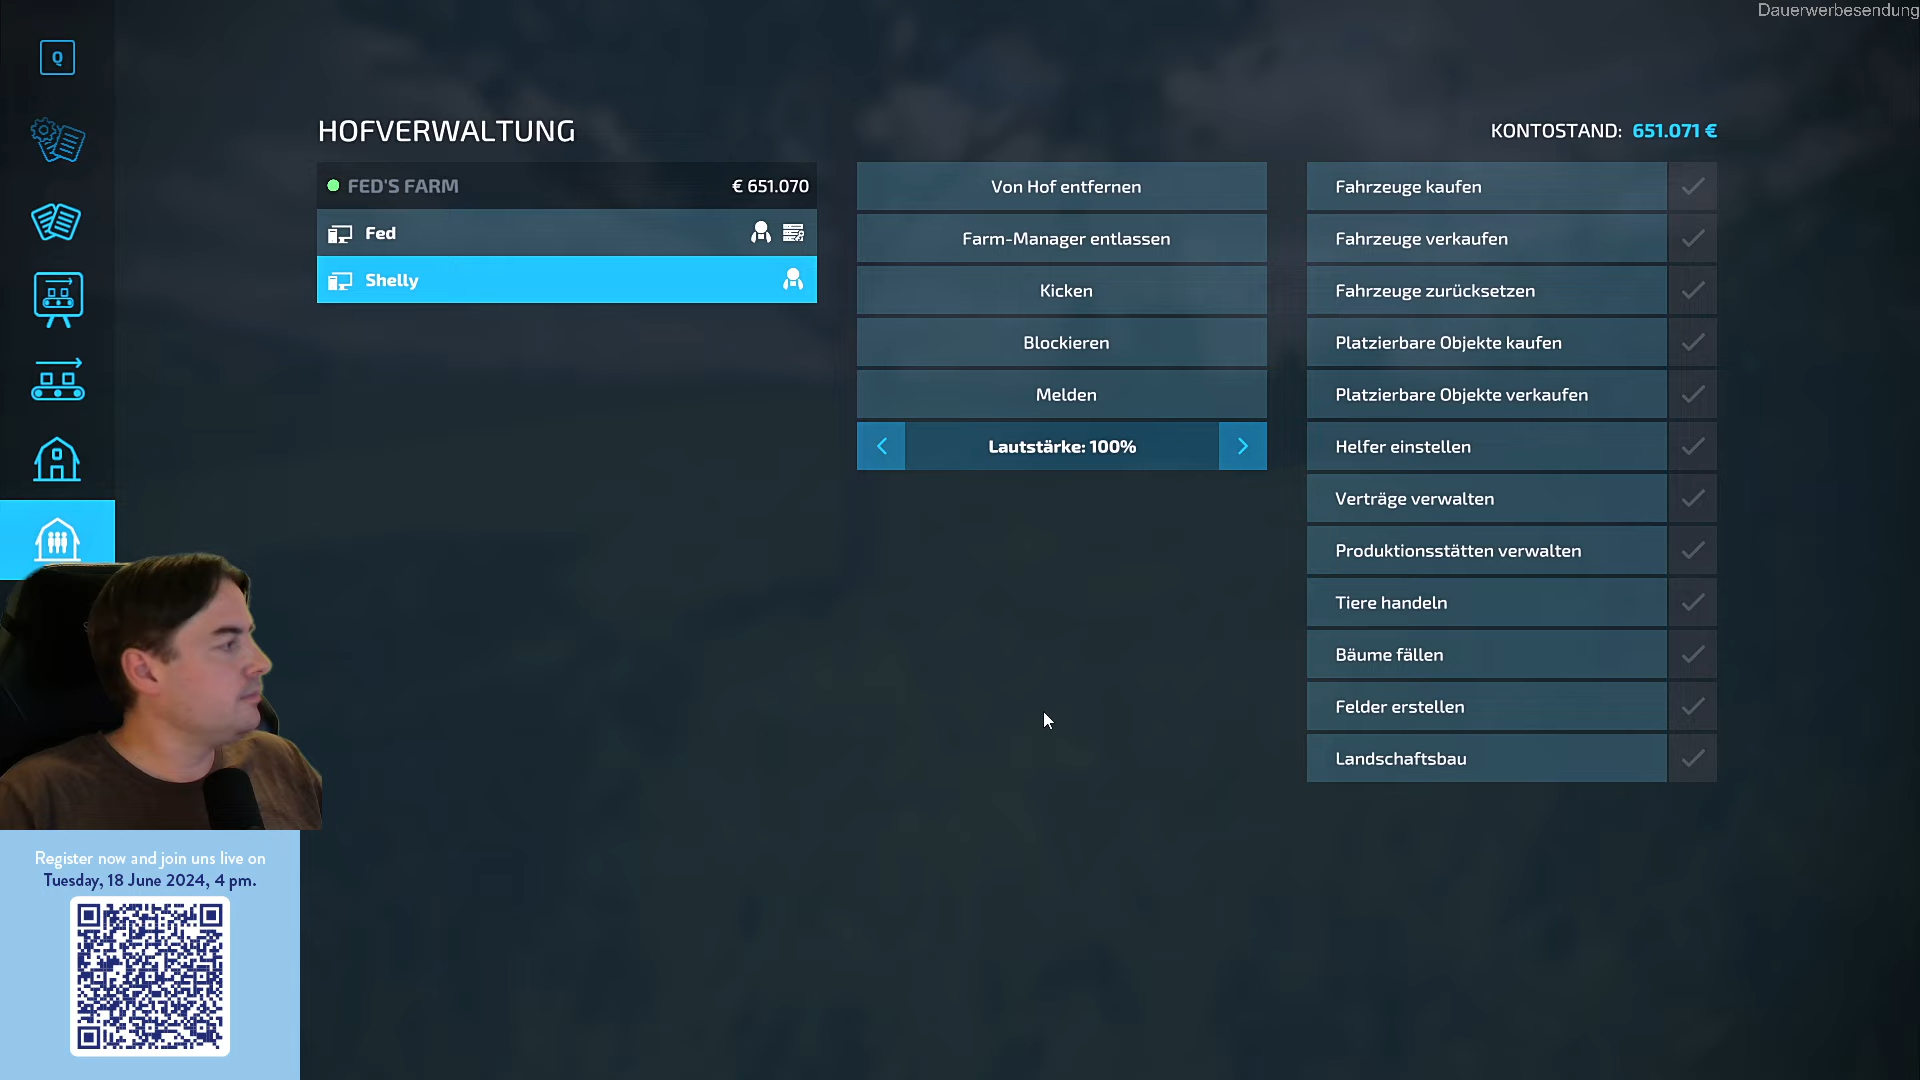 Dauerwerbesendung
Q
HOFVERWALTUNG
KONTOSTAND: 651.071 €
FED'S FARM € 651.070
Fed
Shelly
Von Hof entfernen
Farm-Manager entlassen
Kicken
Blockieren
Melden
Lautstärke: 100%
Fahrzeuge kaufen
Fahrzeuge verkaufen
Fahrzeuge zurücksetzen
Platzierbare Objekte kaufen
Platzierbare Objekte verkaufen
Helfer einstellen
Verträge verwalten
Produktionsstätten verwalten
Tiere handeln
Bäume fällen
Felder erstellen
Landschaftsbau
Register now and join us live on
Tuesday, 18 June 2024, 4 pm.